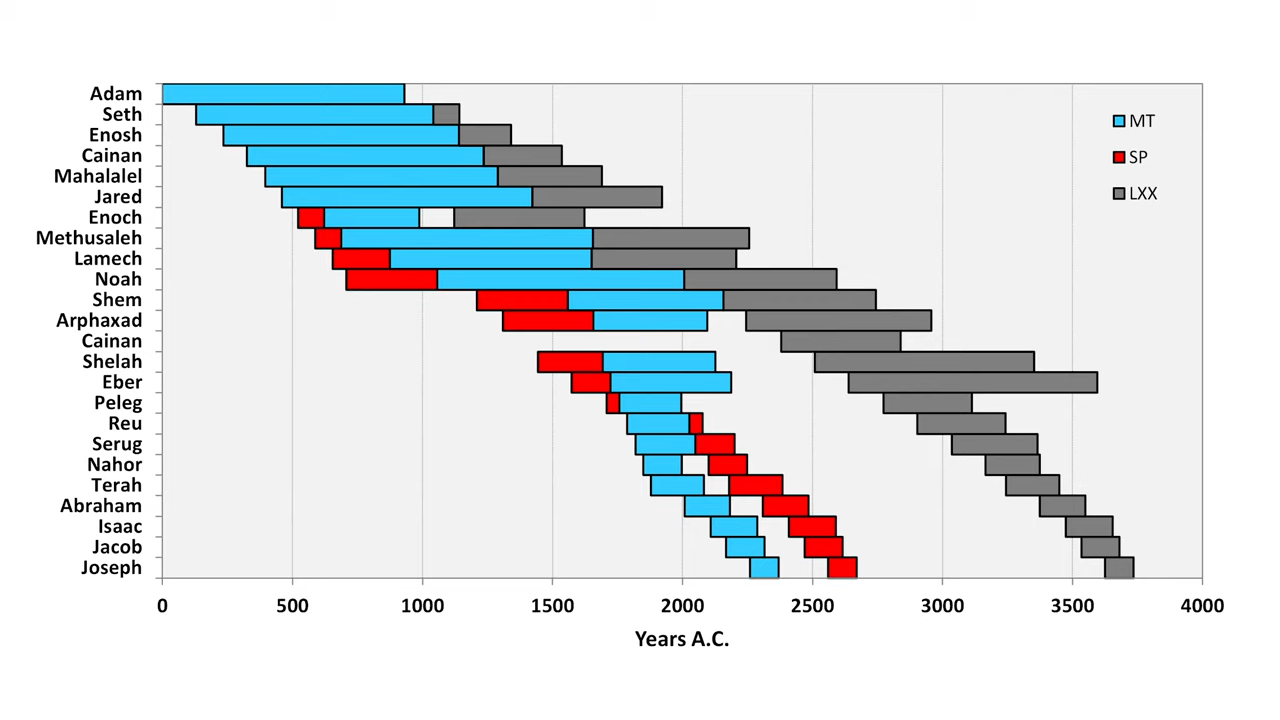 Adam
Seth
Enosh
Cainan
Mahalalel
Jared
Enoch
Methusaleh
Lamech
Noah
Shem
Arphaxad
Cainan
Shelah
Eber
Peleg
Reu
Serug
Nahor
Terah
Abraham
Isaac
Jacob
Joseph
MT
SP
LXX
0 500 1000 1500 2000 2500 3000 3500 4000
Years A.C.